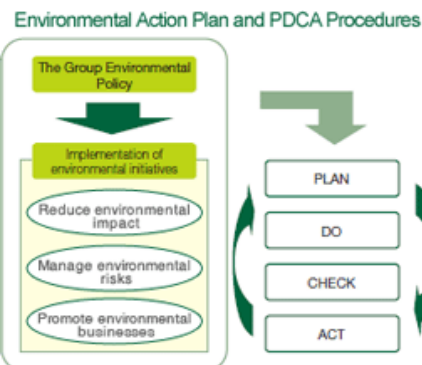 Environmental Action Plan and PDCA Procedures
The Group Environmental
Policy
Implementation of
environmental initiatives
Reduce environmental
impact
Manage environmental
risks
Promote environmental
businesses
PLAN
DO
CHECK
ACT